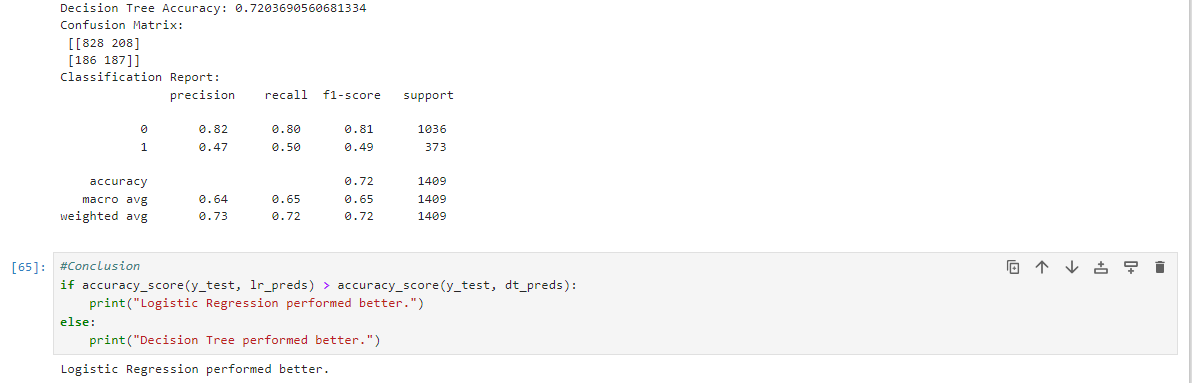 Decision Tree Accuracy: 0.7203690560681334
Confusion Matrix:
[[828 208]
[186 187]]
Classification Report:
precision recall f1-score support
0 0.82 0.80 0.81 1036
1 0.47 0.50 0.49 373
accuracy 0.72 1409
macro avg 0.64 0.65 0.65 1409
weighted avg 0.73 0.72 0.72 1409
[65]: #Conclusion
if accuracy_score(y_test, lr_preds) > accuracy_score(y_test, dt_preds):
print("Logistic Regression performed better.")
else:
print("Decision Tree performed better.")
Logistic Regression performed better.